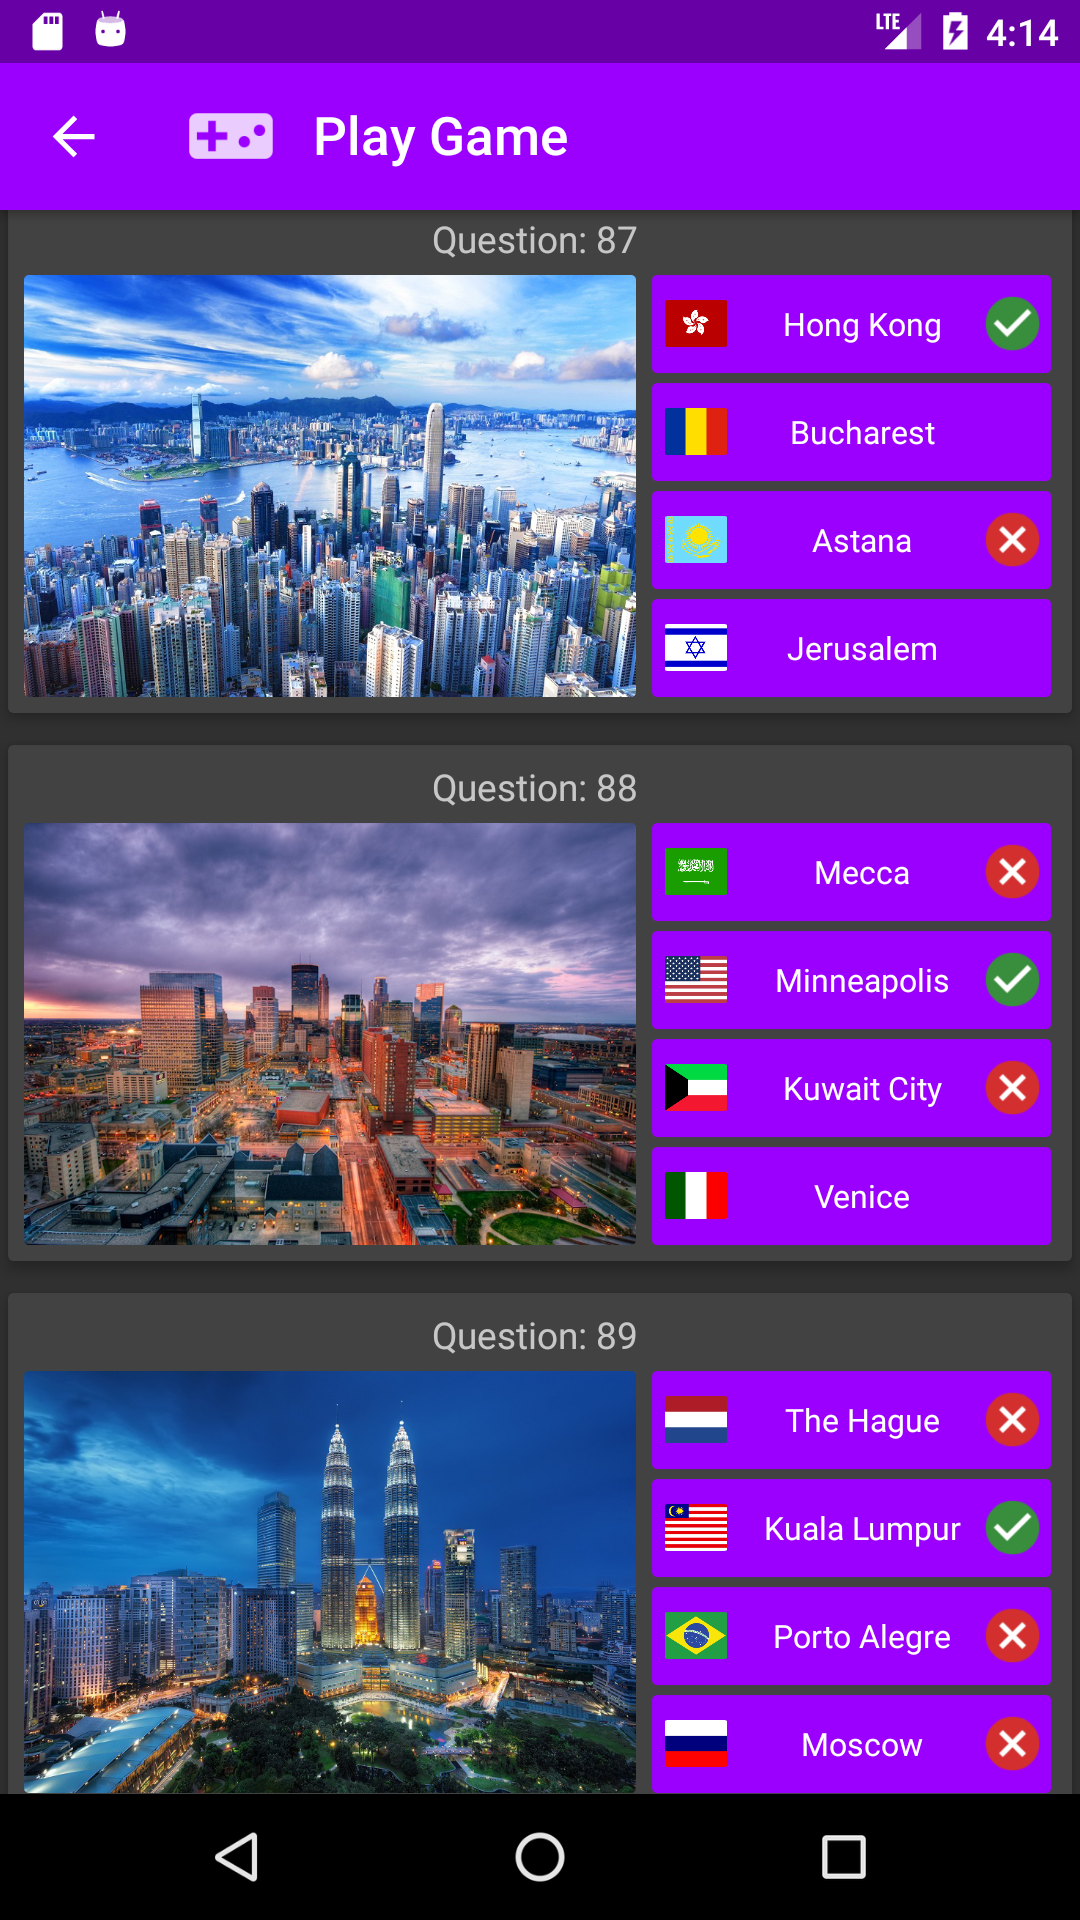 LTE 4:14
Play Game
Question: 87
Hong Kong
Bucharest
Astana
Jerusalem
Question: 88
Mecca
Minneapolis
Kuwait City
Venice
Question: 89
The Hague
Kuala Lumpur
Porto Alegre
Moscow